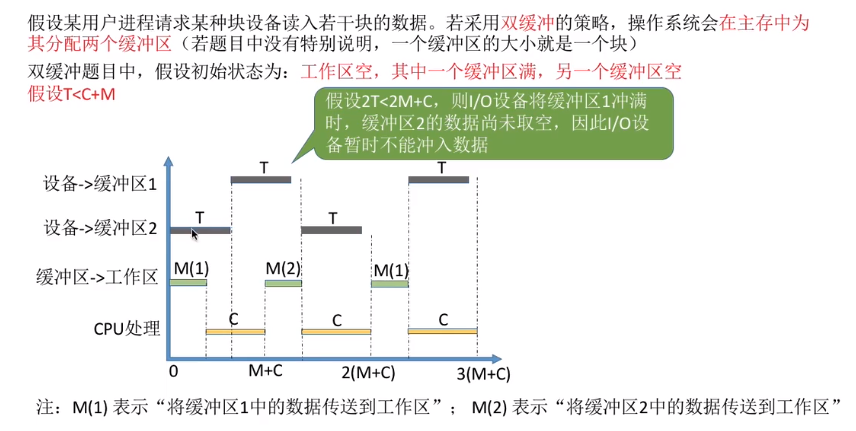 假设某用户进程请求某种块设备读入若干块的数据。若采用双缓冲的策略，操作系统会在主存中为
其分配两个缓冲区（若题目中没有特别说明，一个缓冲区的大小就是一个块）
双缓冲题目中，假设初始状态为：工作区空，其中一个缓冲区满，另一个缓冲区空
假设T<C+M
假设2T<2M+C，则I/O设备将缓冲区1冲满
时，缓冲区2的数据尚未取空，因此I/O设
备暂时不能冲入数据
设备->缓冲区1
T
T
设备->缓冲区2
T
T
缓冲区->工作区
M(1)
M(2)
M(1)
CPU处理
C
C
C
0
M+C
2(M+C)
3(M+C)
注：M(1) 表示“将缓冲区1中的数据传送到工作区”； M(2) 表示“将缓冲区2中的数据传送到工作区”